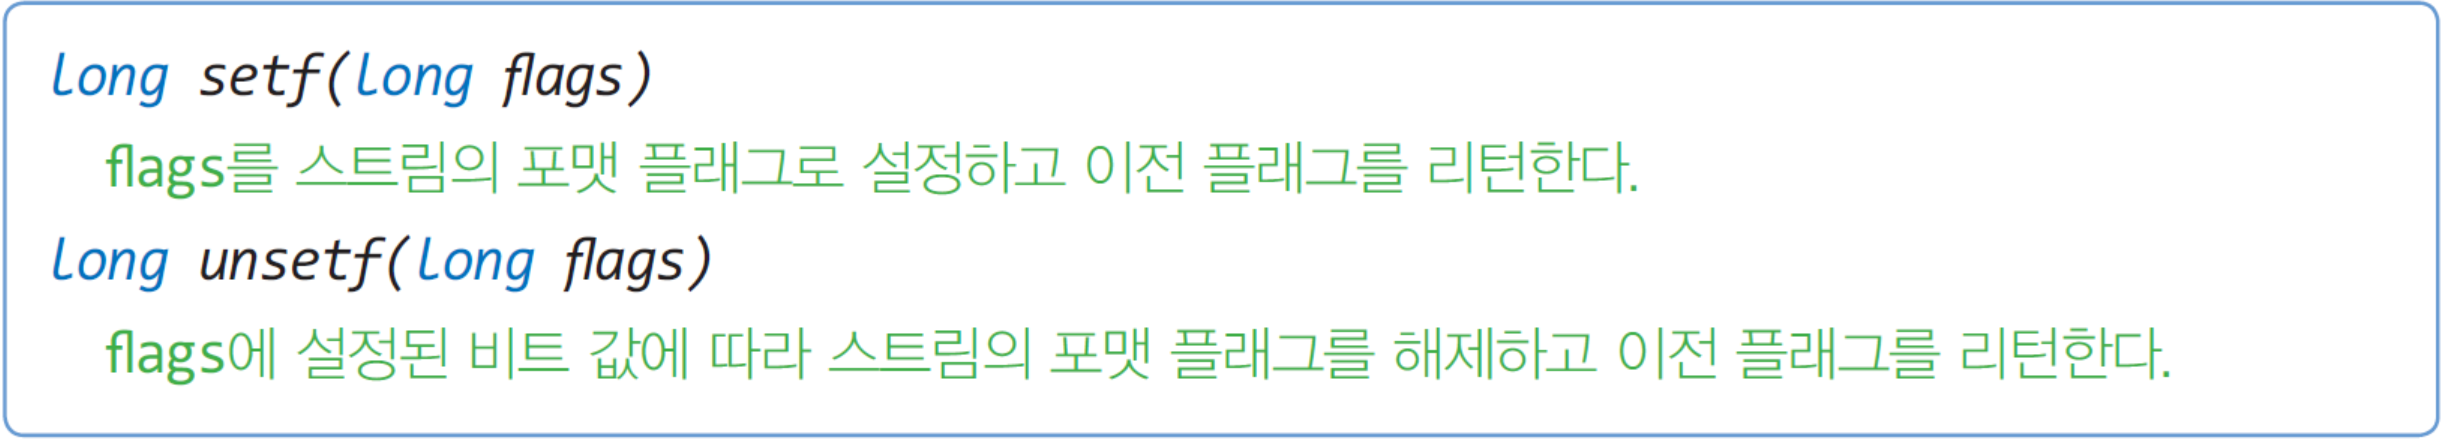 long setf(long flags)
flags를 스트림의 포맷 플래그로 설정하고 이전 플래그를 리턴한다.
long unsetf(long flags)
flags에 설정된 비트 값에 따라 스트림의 포맷 플래그를 해제하고 이전 플래그를 리턴한다.